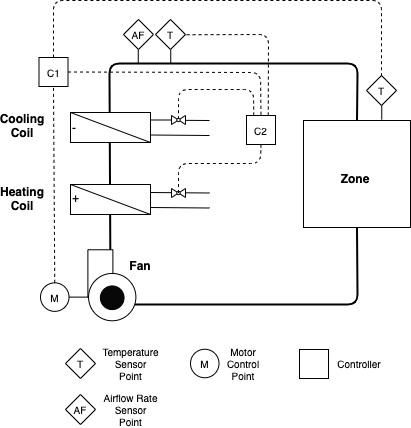 AF
T
C1
T
Cooling
Coil
-
C2
Zone
Heating
Coil
+
Fan
M
T
Temperature
Sensor
Point
M
Motor
Control
Point
Controller
AF
Airflow Rate
Sensor
Point